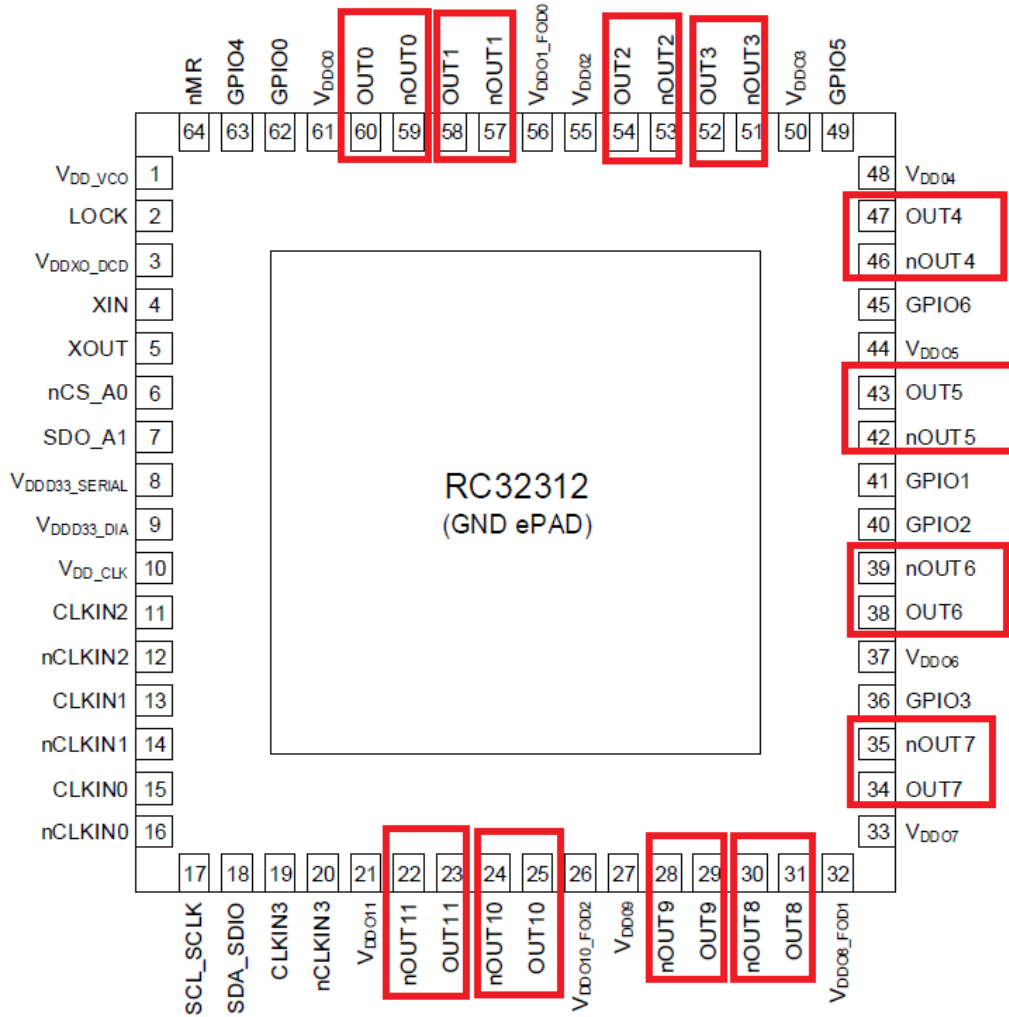 nMR
GPIO4
GPIO0
VDDO0
OUT0
nOUT0
OUT1
nOUT1
VDDO1_FOD0
VDDO2
OUT2
nOUT2
OUT3
nOUT3
VDDO3
GPIO5
64 63 62 61 60 59 58 57 56 55 54 53 52 51 50 49
VDD_VCO 1
LOCK 2
VDDXO_DCD 3
XIN 4
XOUT 5
nCS_A0 6
SDO_A1 7
VDDD33_SERIAL 8
VDDD33_DIA 9
VDD_CLK 10
CLKIN2 11
nCLKIN2 12
CLKIN1 13
nCLKIN1 14
CLKIN0 15
nCLKIN0 16
RC32312
(GND ePAD)
48 VDDO4
47 OUT4
46 nOUT4
45 GPIO6
44 VDDO5
43 OUT5
42 nOUT5
41 GPIO1
40 GPIO2
39 nOUT6
38 OUT6
37 VDDO6
36 GPIO3
35 nOUT7
34 OUT7
33 VDDO7
17 18 19 20 21 22 23 24 25 26 27 28 29 30 31 32
SCL_SCLK
SDA_SDIO
CLKIN3
nCLKIN3
VDDO11
nOUT11
OUT11
nOUT10
OUT10
VDDO10_FOD2
VDDO9
nOUT9
OUT9
nOUT8
OUT8
VDDO8_FOD1